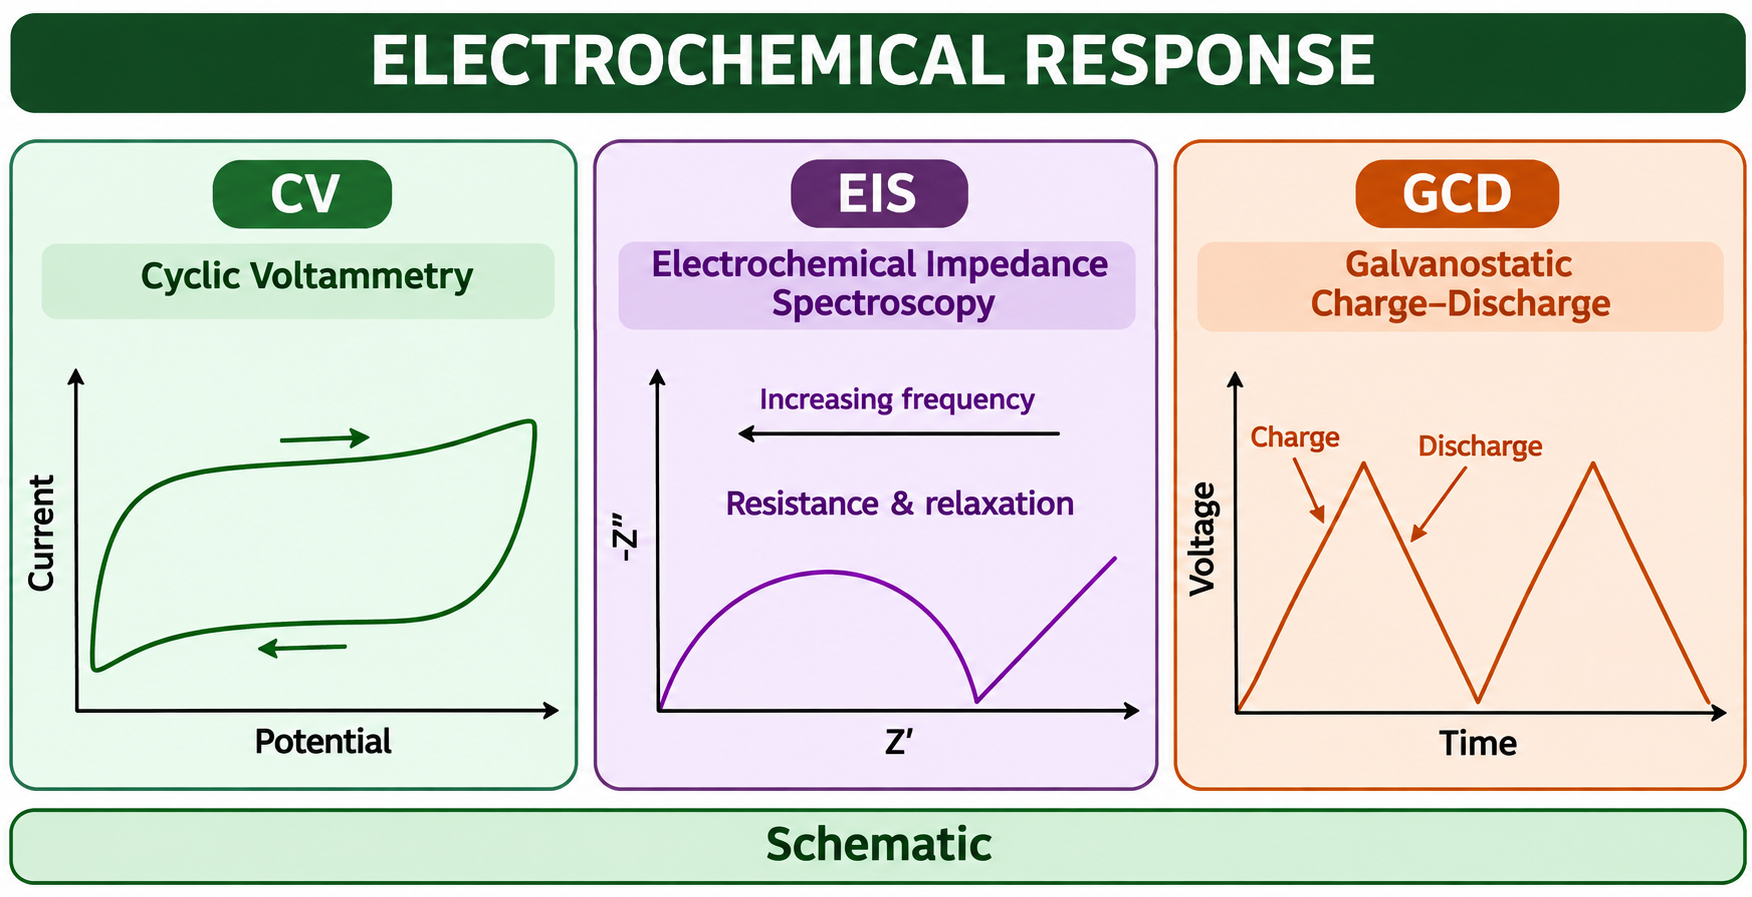 ELECTROCHEMICAL RESPONSE
CV
Cyclic Voltammetry
Current
Potential
EIS
Electrochemical Impedance
Spectroscopy
Increasing frequency
Resistance & relaxation
-Z″
Z′
GCD
Galvanostatic
Charge–Discharge
Charge
Discharge
Voltage
Time
Schematic